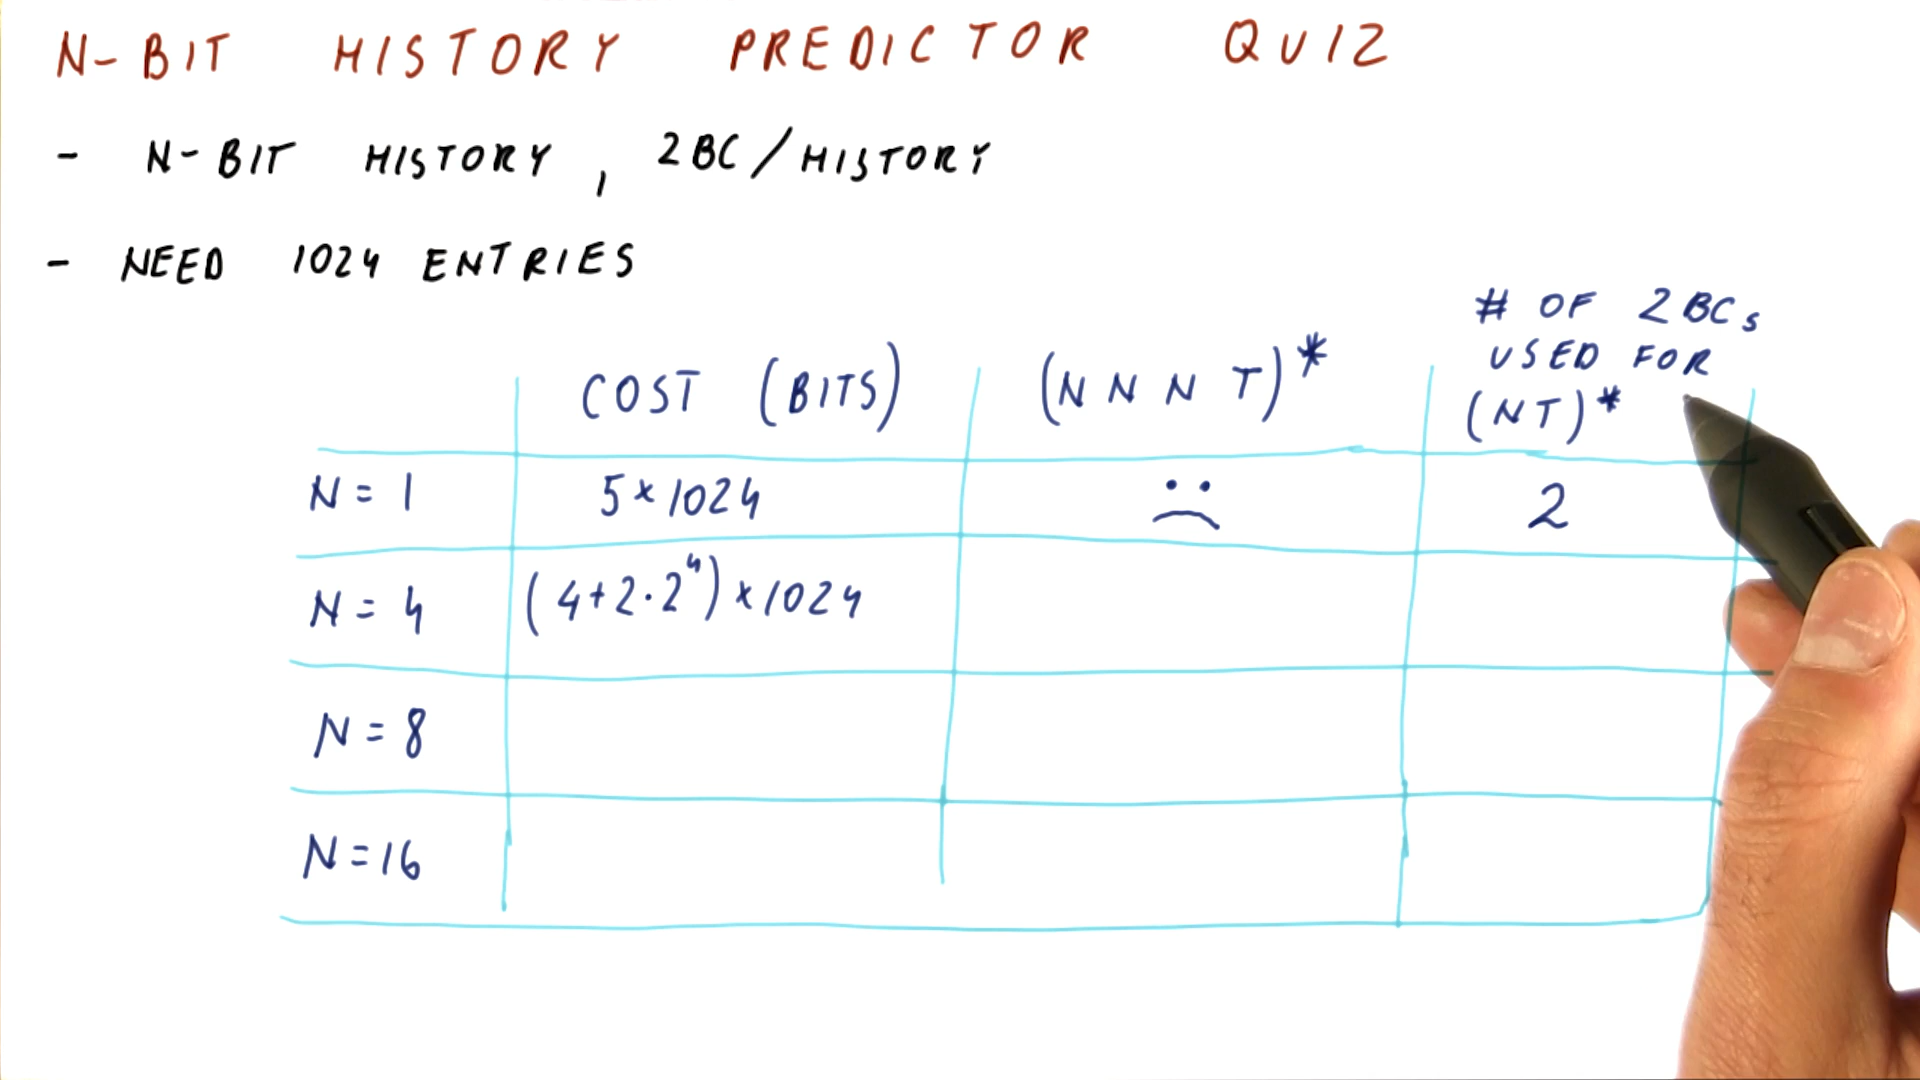 N-BIT HISTORY PREDICTOR QUIZ
- N-BIT HISTORY, 2BC/HISTORY
- NEED 1024 ENTRIES
COST (BITS) (N N N T)* # OF 2BCs USED FOR (NT)*
N = 1 5×1024 2
N = 4 (4+2·2⁴)×1024
N = 8
N = 16